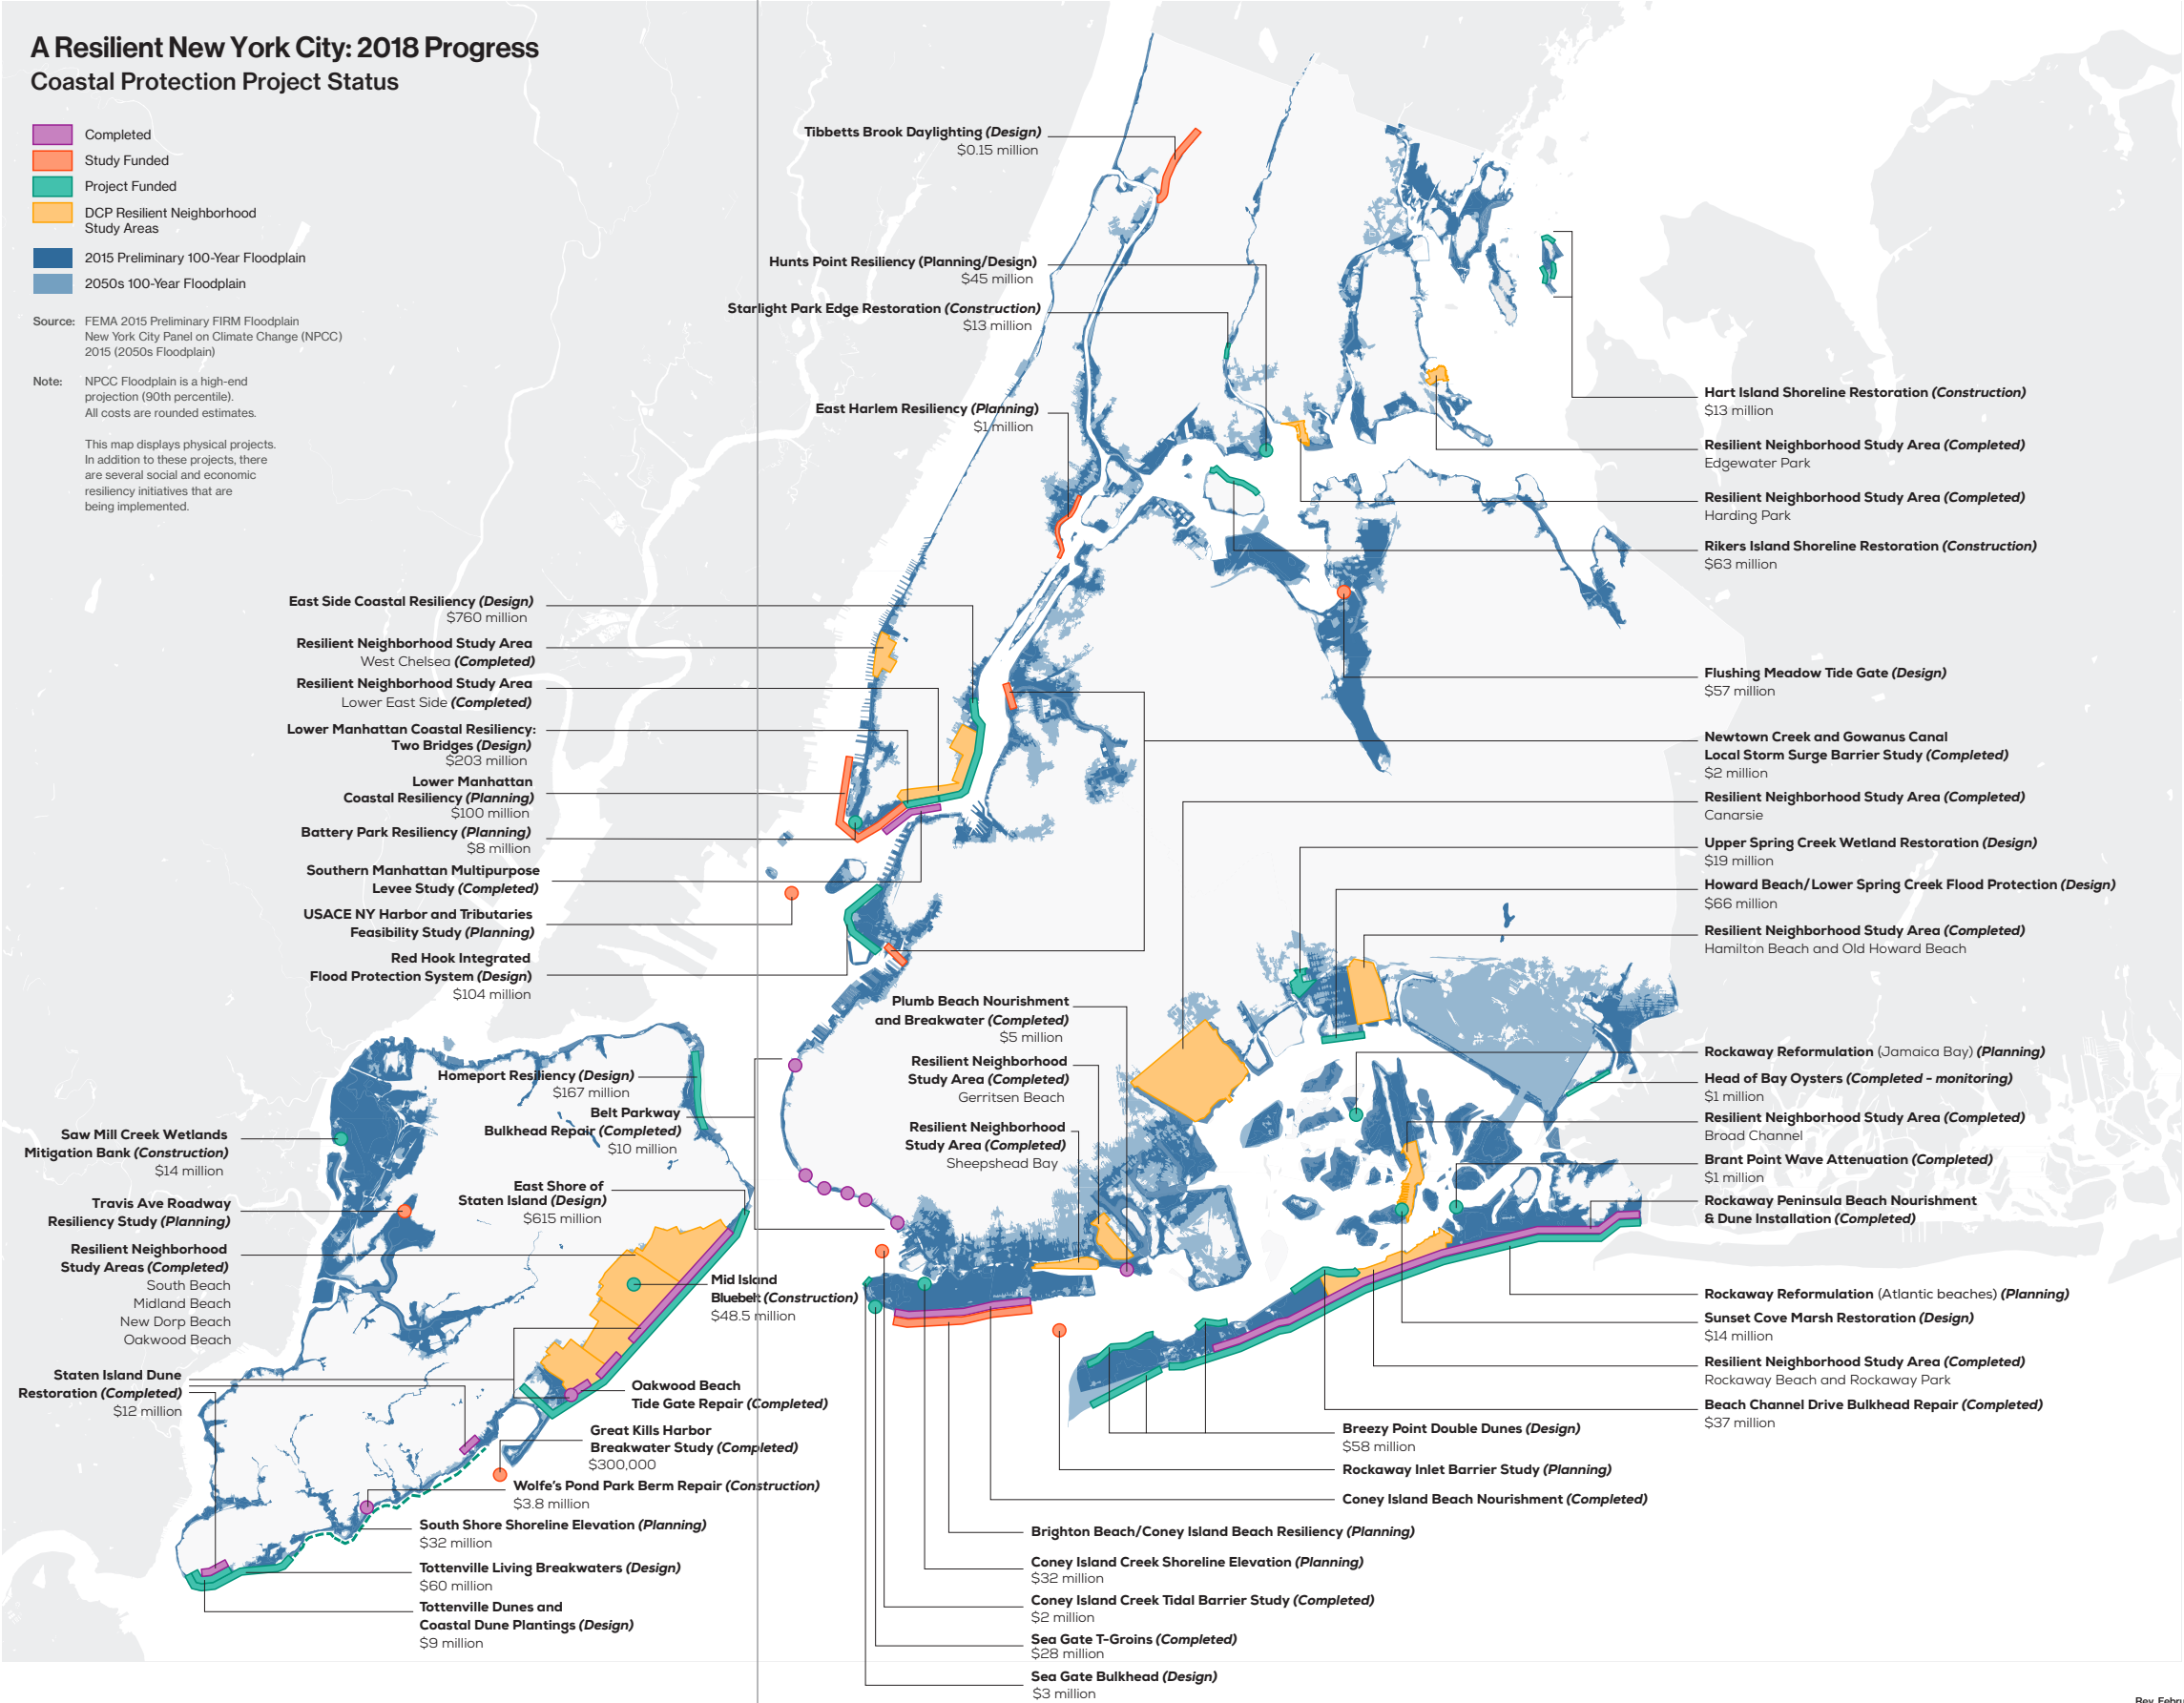 A Resilient New York City: 2018 Progress
Coastal Protection Project Status
Completed
Study Funded
Project Funded
DCP Resilient Neighborhood
Study Areas
2015 Preliminary 100-Year Floodplain
2050s 100-Year Floodplain
Source: FEMA 2015 Preliminary FIRM Floodplain
New York City Panel on Climate Change (NPCC)
2015 (2050s Floodplain)
Note: NPCC Floodplain is a high-end
projection (90th percentile).
All costs are rounded estimates.
This map displays physical projects.
In addition to these projects, there
are several social and economic
resiliency initiatives that are
being implemented.
Tibbetts Brook Daylighting (Design)
$0.15 million
Hunts Point Resiliency (Planning/Design)
$45 million
Starlight Park Edge Restoration (Construction)
$13 million
East Harlem Resiliency (Planning)
$1 million
East Side Coastal Resiliency (Design)
$760 million
Resilient Neighborhood Study Area
West Chelsea (Completed)
Resilient Neighborhood Study Area
Lower East Side (Completed)
Lower Manhattan Coastal Resiliency:
Two Bridges (Design)
$203 million
Lower Manhattan
Coastal Resiliency (Planning)
$100 million
Battery Park Resiliency (Planning)
$8 million
Southern Manhattan Multipurpose
Levee Study (Completed)
USACE NY Harbor and Tributaries
Feasibility Study (Planning)
Red Hook Integrated
Flood Protection System (Design)
$104 million
Hart Island Shoreline Restoration (Construction)
$13 million
Resilient Neighborhood Study Area (Completed)
Edgewater Park
Resilient Neighborhood Study Area (Completed)
Harding Park
Rikers Island Shoreline Restoration (Construction)
$63 million
Flushing Meadow Tide Gate (Design)
$57 million
Newtown Creek and Gowanus Canal
Local Storm Surge Barrier Study (Completed)
$2 million
Resilient Neighborhood Study Area (Completed)
Canarsie
Upper Spring Creek Wetland Restoration (Design)
$19 million
Howard Beach/Lower Spring Creek Flood Protection (Design)
$66 million
Resilient Neighborhood Study Area (Completed)
Hamilton Beach and Old Howard Beach
Plumb Beach Nourishment
and Breakwater (Completed)
$5 million
Resilient Neighborhood
Study Area (Completed)
Gerritsen Beach
Resilient Neighborhood
Study Area (Completed)
Sheepshead Bay
Homeport Resiliency (Design)
$167 million
Belt Parkway
Bulkhead Repair (Completed)
$10 million
East Shore of
Staten Island (Design)
$615 million
Saw Mill Creek Wetlands
Mitigation Bank (Construction)
$14 million
Travis Ave Roadway
Resiliency Study (Planning)
Resilient Neighborhood
Study Areas (Completed)
South Beach
Midland Beach
New Dorp Beach
Oakwood Beach
Staten Island Dune
Restoration (Completed)
$12 million
Mid Island
Bluebelt (Construction)
$48.5 million
Oakwood Beach
Tide Gate Repair (Completed)
Great Kills Harbor
Breakwater Study (Completed)
$300,000
Wolfe's Pond Park Berm Repair (Construction)
$3.8 million
South Shore Shoreline Elevation (Planning)
$32 million
Tottenville Living Breakwaters (Design)
$60 million
Tottenville Dunes and
Coastal Dune Plantings (Design)
$9 million
Rockaway Reformulation (Jamaica Bay) (Planning)
Head of Bay Oysters (Completed - monitoring)
$1 million
Resilient Neighborhood Study Area (Completed)
Broad Channel
Brant Point Wave Attenuation (Completed)
$1 million
Rockaway Peninsula Beach Nourishment
& Dune Installation (Completed)
Rockaway Reformulation (Atlantic beaches) (Planning)
Sunset Cove Marsh Restoration (Design)
$14 million
Resilient Neighborhood Study Area (Completed)
Rockaway Beach and Rockaway Park
Beach Channel Drive Bulkhead Repair (Completed)
$37 million
Breezy Point Double Dunes (Design)
$58 million
Rockaway Inlet Barrier Study (Planning)
Coney Island Beach Nourishment (Completed)
Brighton Beach/Coney Island Beach Resiliency (Planning)
Coney Island Creek Shoreline Elevation (Planning)
$32 million
Coney Island Creek Tidal Barrier Study (Completed)
$2 million
Sea Gate T-Groins (Completed)
$28 million
Sea Gate Bulkhead (Design)
$3 million